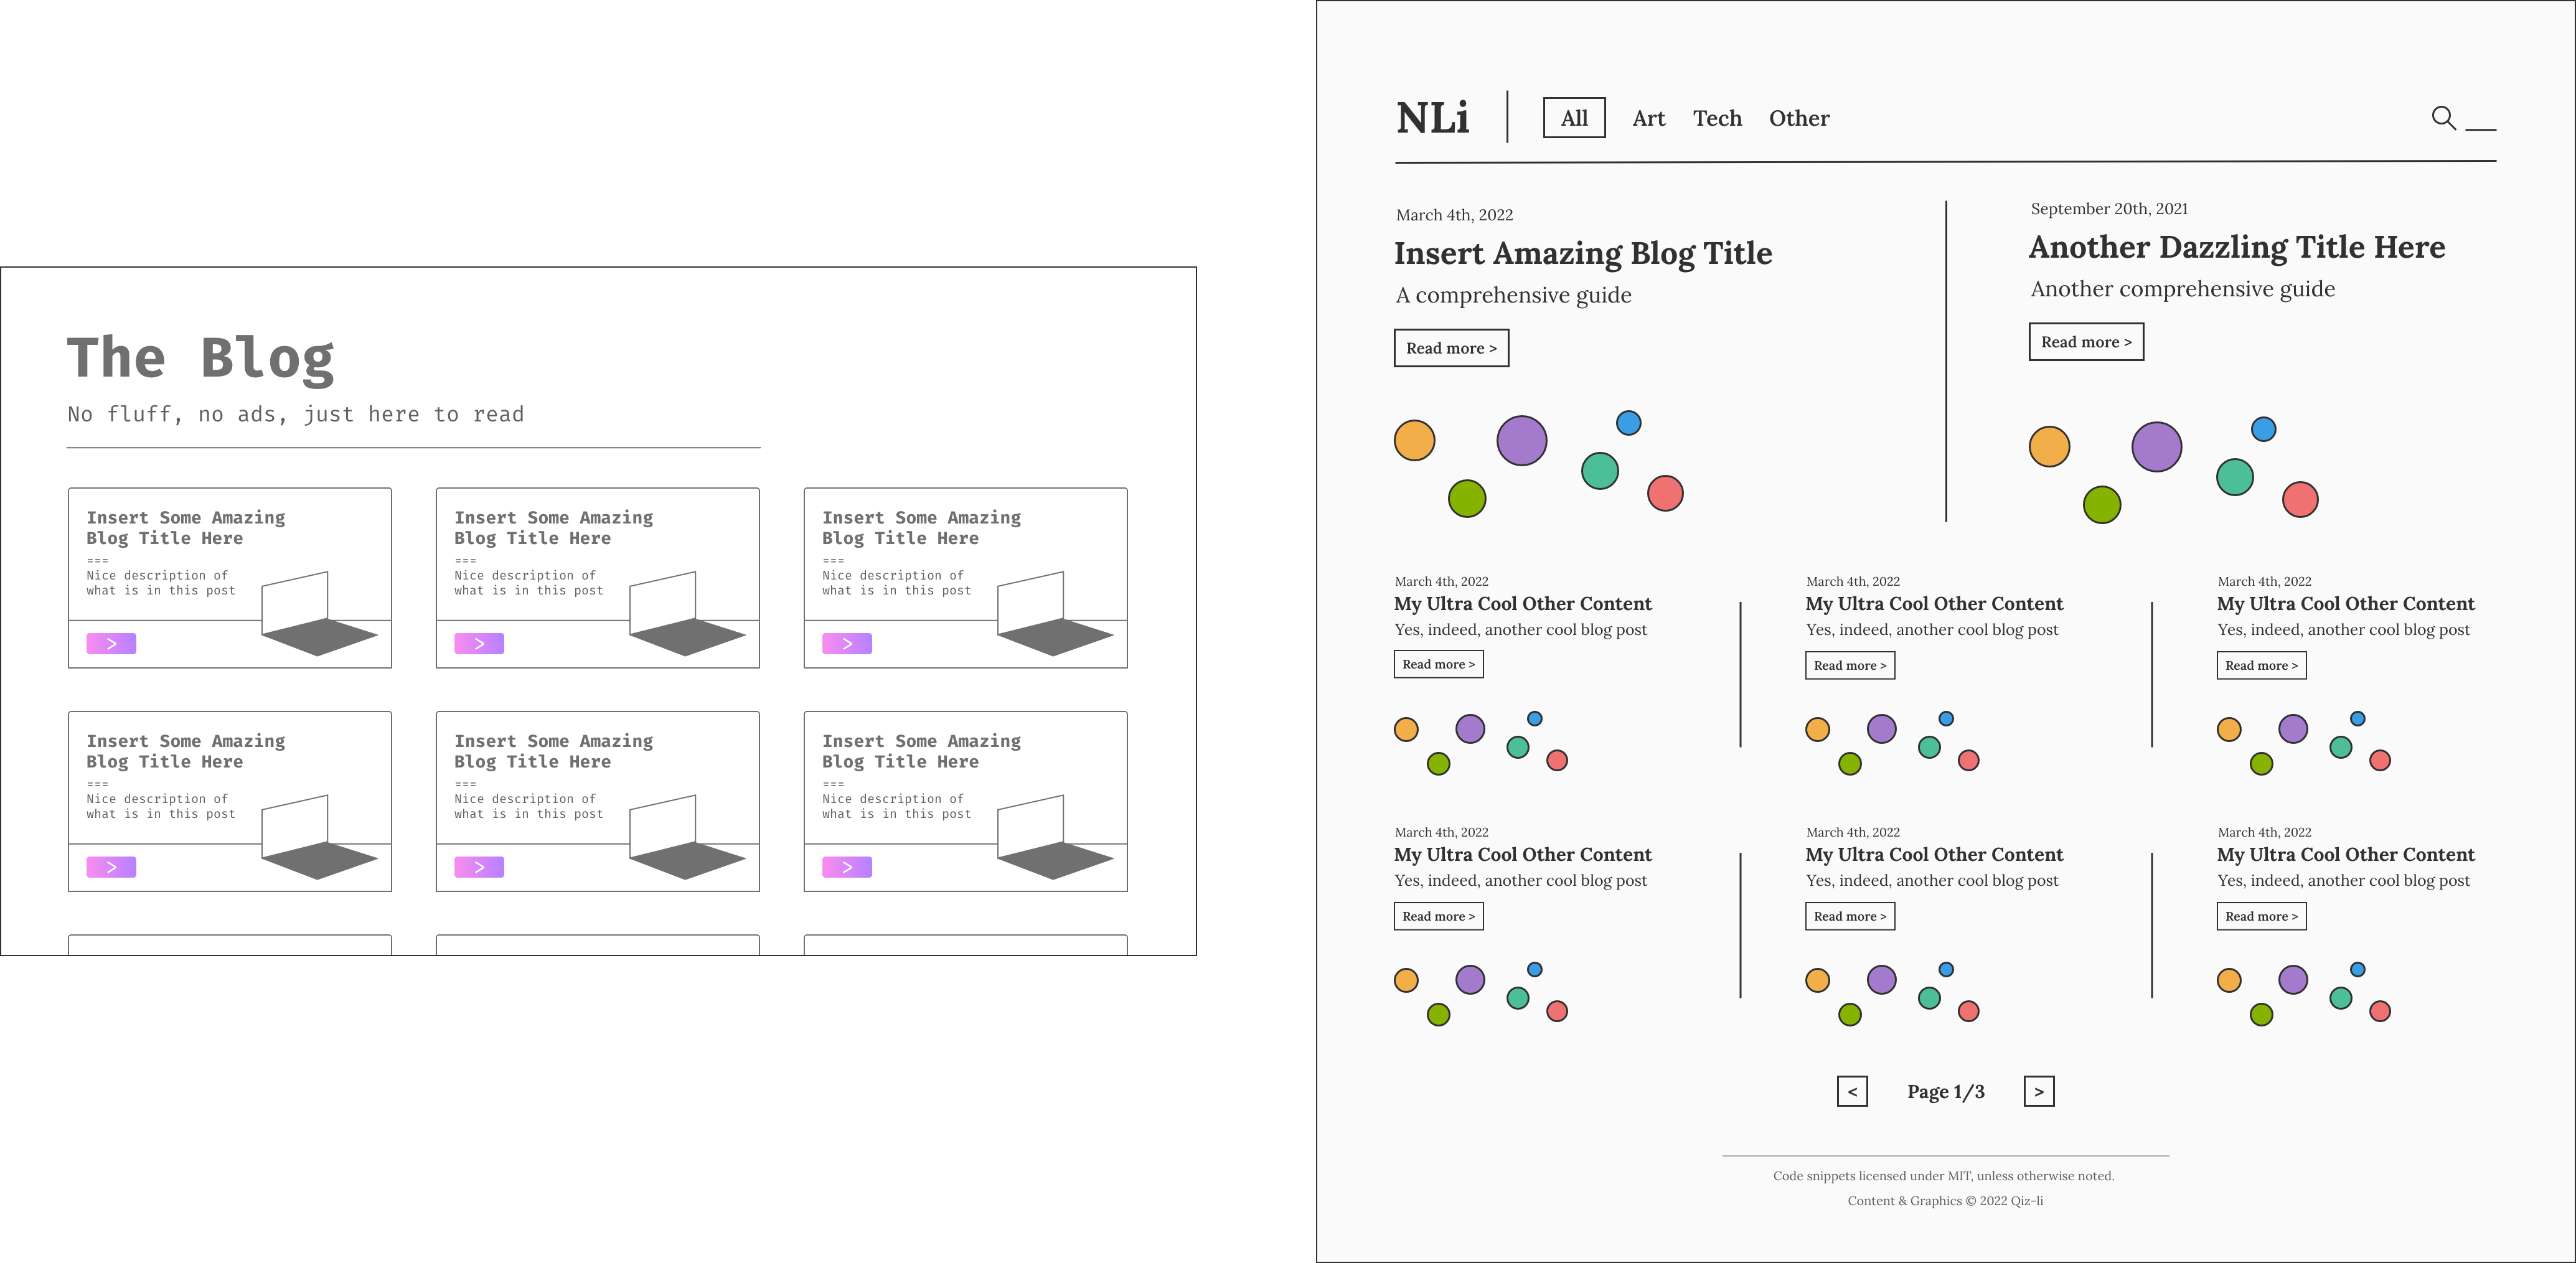 The Blog
No fluff, no ads, just here to read
Insert Some Amazing
Blog Title Here
===
Nice description of
what is in this post
>
Insert Some Amazing
Blog Title Here
===
Nice description of
what is in this post
>
Insert Some Amazing
Blog Title Here
===
Nice description of
what is in this post
>
Insert Some Amazing
Blog Title Here
===
Nice description of
what is in this post
>
Insert Some Amazing
Blog Title Here
===
Nice description of
what is in this post
>
Insert Some Amazing
Blog Title Here
===
Nice description of
what is in this post
>
NLi
All Art Tech Other
March 4th, 2022
Insert Amazing Blog Title
A comprehensive guide
Read more >
September 20th, 2021
Another Dazzling Title Here
Another comprehensive guide
Read more >
March 4th, 2022
My Ultra Cool Other Content
Yes, indeed, another cool blog post
Read more >
March 4th, 2022
My Ultra Cool Other Content
Yes, indeed, another cool blog post
Read more >
March 4th, 2022
My Ultra Cool Other Content
Yes, indeed, another cool blog post
Read more >
March 4th, 2022
My Ultra Cool Other Content
Yes, indeed, another cool blog post
Read more >
March 4th, 2022
My Ultra Cool Other Content
Yes, indeed, another cool blog post
Read more >
March 4th, 2022
My Ultra Cool Other Content
Yes, indeed, another cool blog post
Read more >
< Page 1/3 >
Code snippets licensed under MIT, unless otherwise noted.
Content & Graphics © 2022 Qiz-li